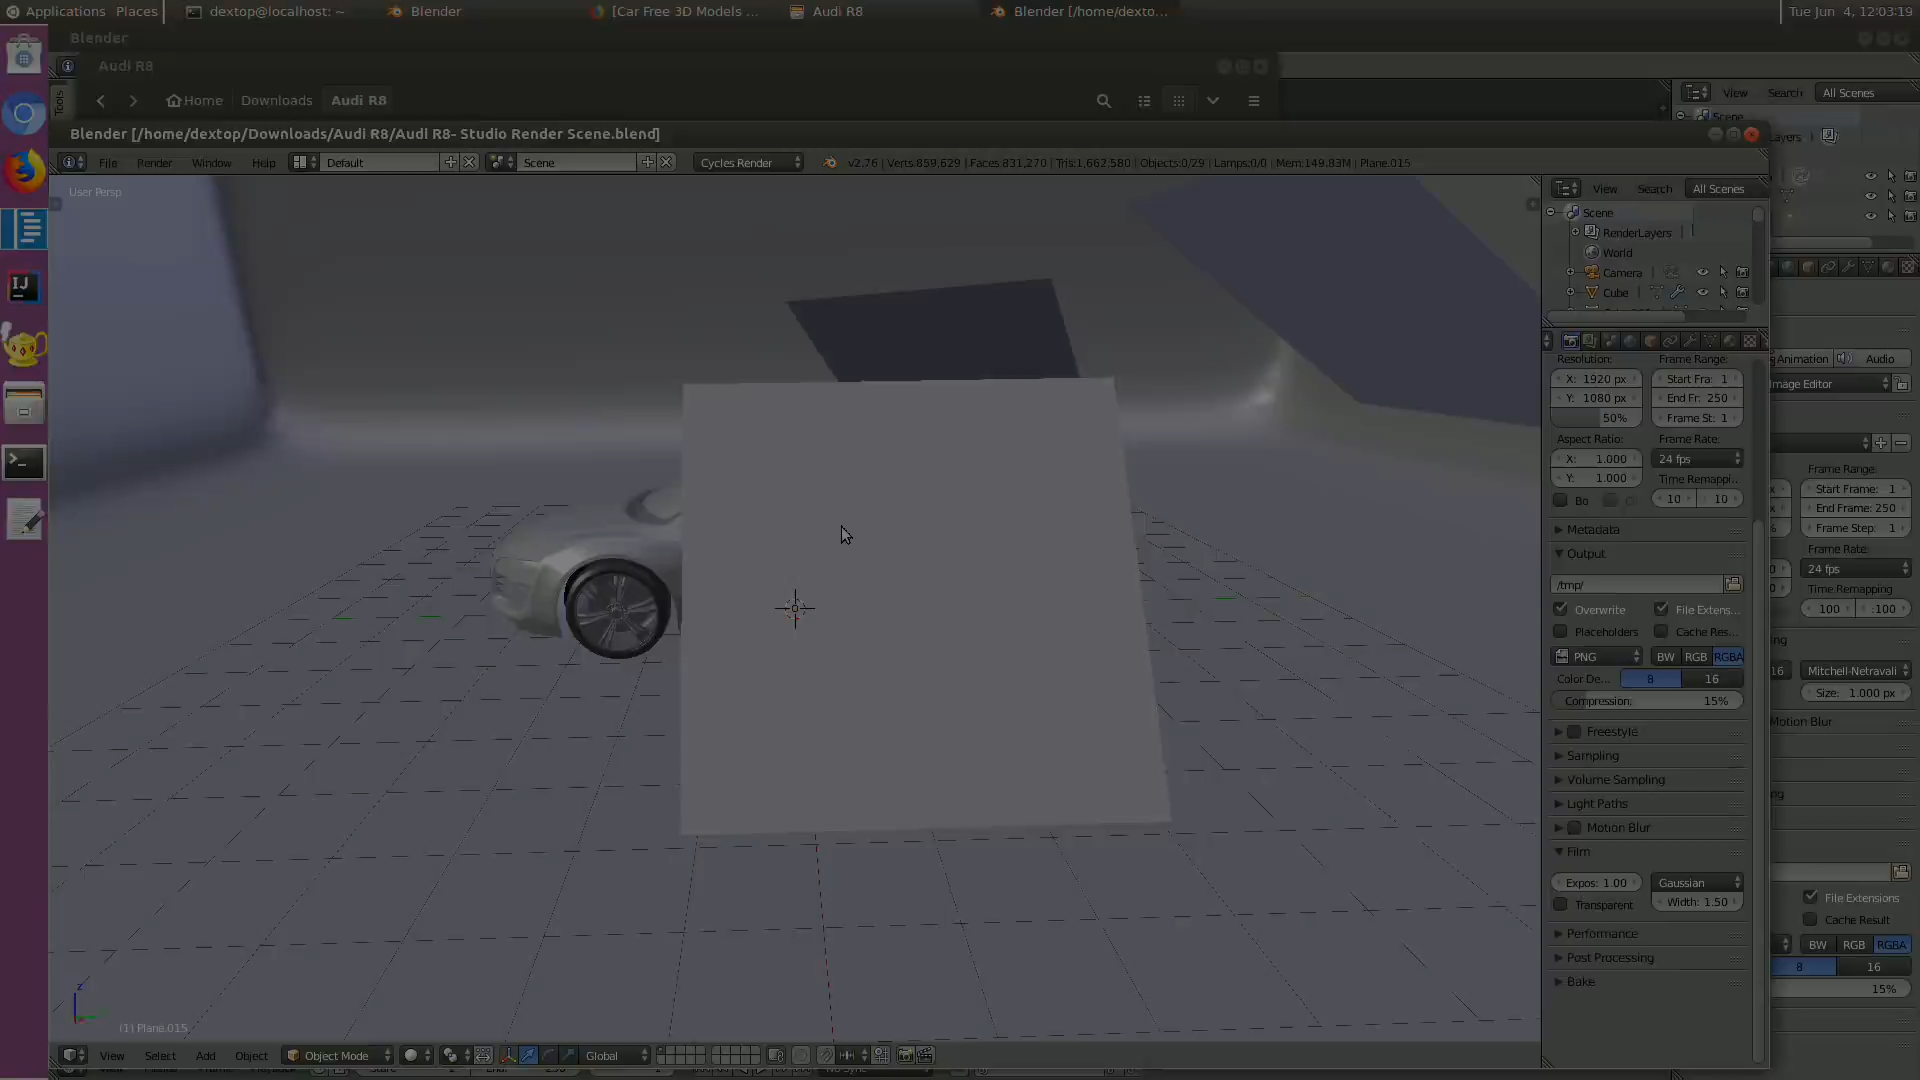 Applications Places dextop@localhost: ~ Blender [Car Free 3D Models ... Audi R8 Blender [/home/dexto... Tue Jun 4, 12:03:19
Blender
Audi R8
Tools Home Downloads Audi R8 View Search All Scenes
Scene
Blender [/home/dextop/Downloads/Audi R8/Audi R8- Studio Render Scene.blend]
File Render Window Help Default Scene Cycles Render v2.76 | Verts:859,629 | Faces:831,270 | Tris:1,662,580 | Objects:0/29 | Lamps:0/0 | Mem:149.83M | Plane.015
User Persp
View Search All Scenes
Scene
RenderLayers
World
Camera
Cube
Resolution: Frame Range:
X: 1920 px Start Fra: 1
Y: 1080 px End Fr: 250
50% Frame St: 1
Aspect Ratio: Frame Rate:
X: 1.000 24 fps
Y: 1.000 Time Remappi...
Bo 10 10
Metadata
Output
/tmp/
Overwrite File Extens...
Placeholders Cache Res...
PNG BW RGB RGBA
Color De... 8 16
Compression: 15%
Freestyle
Sampling
Volume Sampling
Light Paths
Motion Blur
Film
Expos: 1.00 Gaussian
Transparent Width: 1.50
Performance
Post Processing
Bake
Animation Audio
Image Editor
Frame Range:
Start Frame: 1
End Frame: 250
Frame Step: 1
Frame Rate:
24 fps
Time Remapping
100 :100
16 Mitchell-Netravali
Size: 1.000 px
Motion Blur
File Extensions
Cache Result
BW RGB RGBA
8 16
15%
(1) Plane.015
View Select Add Object Object Mode Global